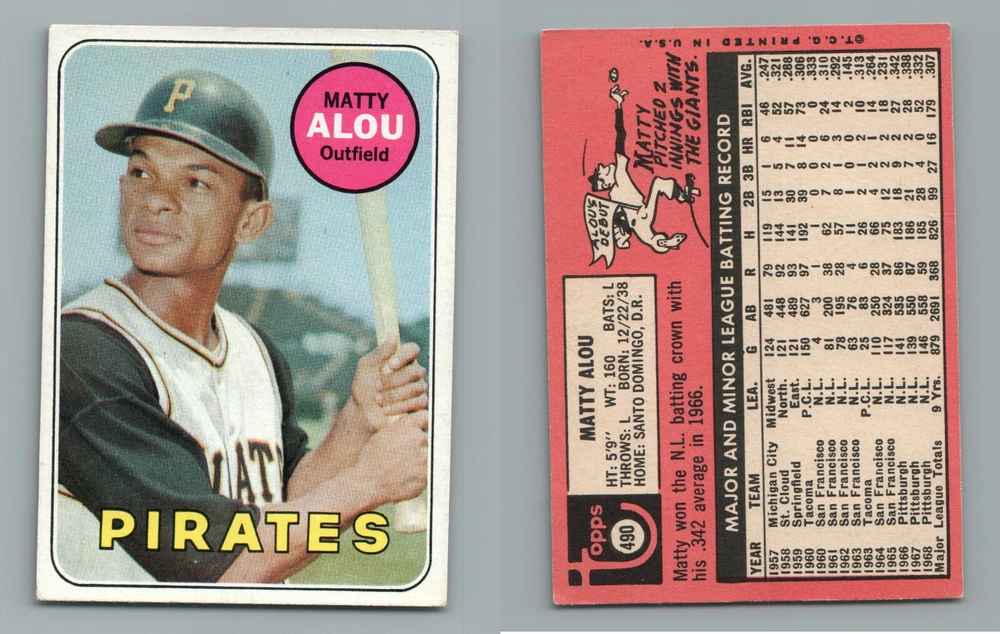 P
MATTY
ALOU
Outfield
ATE
PIRATES
©T.C.G. PRINTED IN U.S.A.
Topps
490
MATTY ALOU
HT: 5'9" WT: 160 BATS: L
THROWS: L BORN: 12/22/38
HOME: SANTO DOMINGO, D.R.
ALOU'S
DEBUT
MATTY
PITCHED 2
INNINGS WITH
THE GIANTS.
Matty won the N.L. batting crown with
his .342 average in 1966.
MAJOR AND MINOR LEAGUE BATTING RECORD
YEAR TEAM LEA. G AB R H 2B 3B HR RBI AVG.
1957 Michigan City Midwest 124 481 79 119 15 1 6 46 .247
1958 St. Cloud North. 121 448 92 144 13 5 4 52 .321
1959 Springfield East. 121 489 93 141 30 7 11 57 .288
1960 Tacoma P.C.L. 150 627 97 192 39 8 14 73 .306
1960 San Francisco N.L. 4 3 1 1 0 0 0 0 .333
1961 San Francisco N.L. 81 200 38 62 7 2 6 24 .310
1962 San Francisco N.L. 78 195 28 57 8 1 3 14 .292
1963 San Francisco N.L. 63 76 4 11 1 0 0 2 .145
1963 Tacoma P.C.L. 25 83 6 26 2 1 3 10 .313
1964 San Francisco N.L. 110 250 28 66 4 2 1 14 .264
1965 San Francisco N.L. 117 324 37 75 12 2 2 18 .231
1966 Pittsburgh N.L. 141 535 86 183 18 9 2 27 .342
1967 Pittsburgh N.L. 139 550 87 186 21 7 2 28 .338
1968 Pittsburgh N.L. 146 558 59 185 28 4 0 52 .332
Major League Totals 9 Yrs. 879 2691 368 826 99 27 16 179 .307